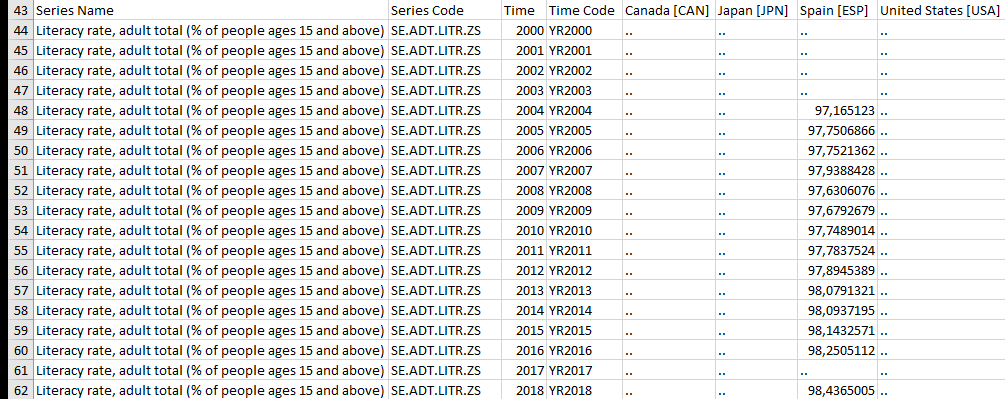 43 Series Name Series Code Time Time Code Canada [CAN] Japan [JPN] Spain [ESP] United States [USA]
44 Literacy rate, adult total (% of people ages 15 and above) SE.ADT.LITR.ZS 2000 YR2000 .. .. .. ..
45 Literacy rate, adult total (% of people ages 15 and above) SE.ADT.LITR.ZS 2001 YR2001 .. .. .. ..
46 Literacy rate, adult total (% of people ages 15 and above) SE.ADT.LITR.ZS 2002 YR2002 .. .. .. ..
47 Literacy rate, adult total (% of people ages 15 and above) SE.ADT.LITR.ZS 2003 YR2003 .. .. .. ..
48 Literacy rate, adult total (% of people ages 15 and above) SE.ADT.LITR.ZS 2004 YR2004 .. .. 97,165123 ..
49 Literacy rate, adult total (% of people ages 15 and above) SE.ADT.LITR.ZS 2005 YR2005 .. .. 97,7506866 ..
50 Literacy rate, adult total (% of people ages 15 and above) SE.ADT.LITR.ZS 2006 YR2006 .. .. 97,7521362 ..
51 Literacy rate, adult total (% of people ages 15 and above) SE.ADT.LITR.ZS 2007 YR2007 .. .. 97,9388428 ..
52 Literacy rate, adult total (% of people ages 15 and above) SE.ADT.LITR.ZS 2008 YR2008 .. .. 97,6306076 ..
53 Literacy rate, adult total (% of people ages 15 and above) SE.ADT.LITR.ZS 2009 YR2009 .. .. 97,6792679 ..
54 Literacy rate, adult total (% of people ages 15 and above) SE.ADT.LITR.ZS 2010 YR2010 .. .. 97,7489014 ..
55 Literacy rate, adult total (% of people ages 15 and above) SE.ADT.LITR.ZS 2011 YR2011 .. .. 97,7837524 ..
56 Literacy rate, adult total (% of people ages 15 and above) SE.ADT.LITR.ZS 2012 YR2012 .. .. 97,8945389 ..
57 Literacy rate, adult total (% of people ages 15 and above) SE.ADT.LITR.ZS 2013 YR2013 .. .. 98,0791321 ..
58 Literacy rate, adult total (% of people ages 15 and above) SE.ADT.LITR.ZS 2014 YR2014 .. .. 98,0937195 ..
59 Literacy rate, adult total (% of people ages 15 and above) SE.ADT.LITR.ZS 2015 YR2015 .. .. 98,1432571 ..
60 Literacy rate, adult total (% of people ages 15 and above) SE.ADT.LITR.ZS 2016 YR2016 .. .. 98,2505112 ..
61 Literacy rate, adult total (% of people ages 15 and above) SE.ADT.LITR.ZS 2017 YR2017 .. .. .. ..
62 Literacy rate, adult total (% of people ages 15 and above) SE.ADT.LITR.ZS 2018 YR2018 .. .. 98,4365005 ..